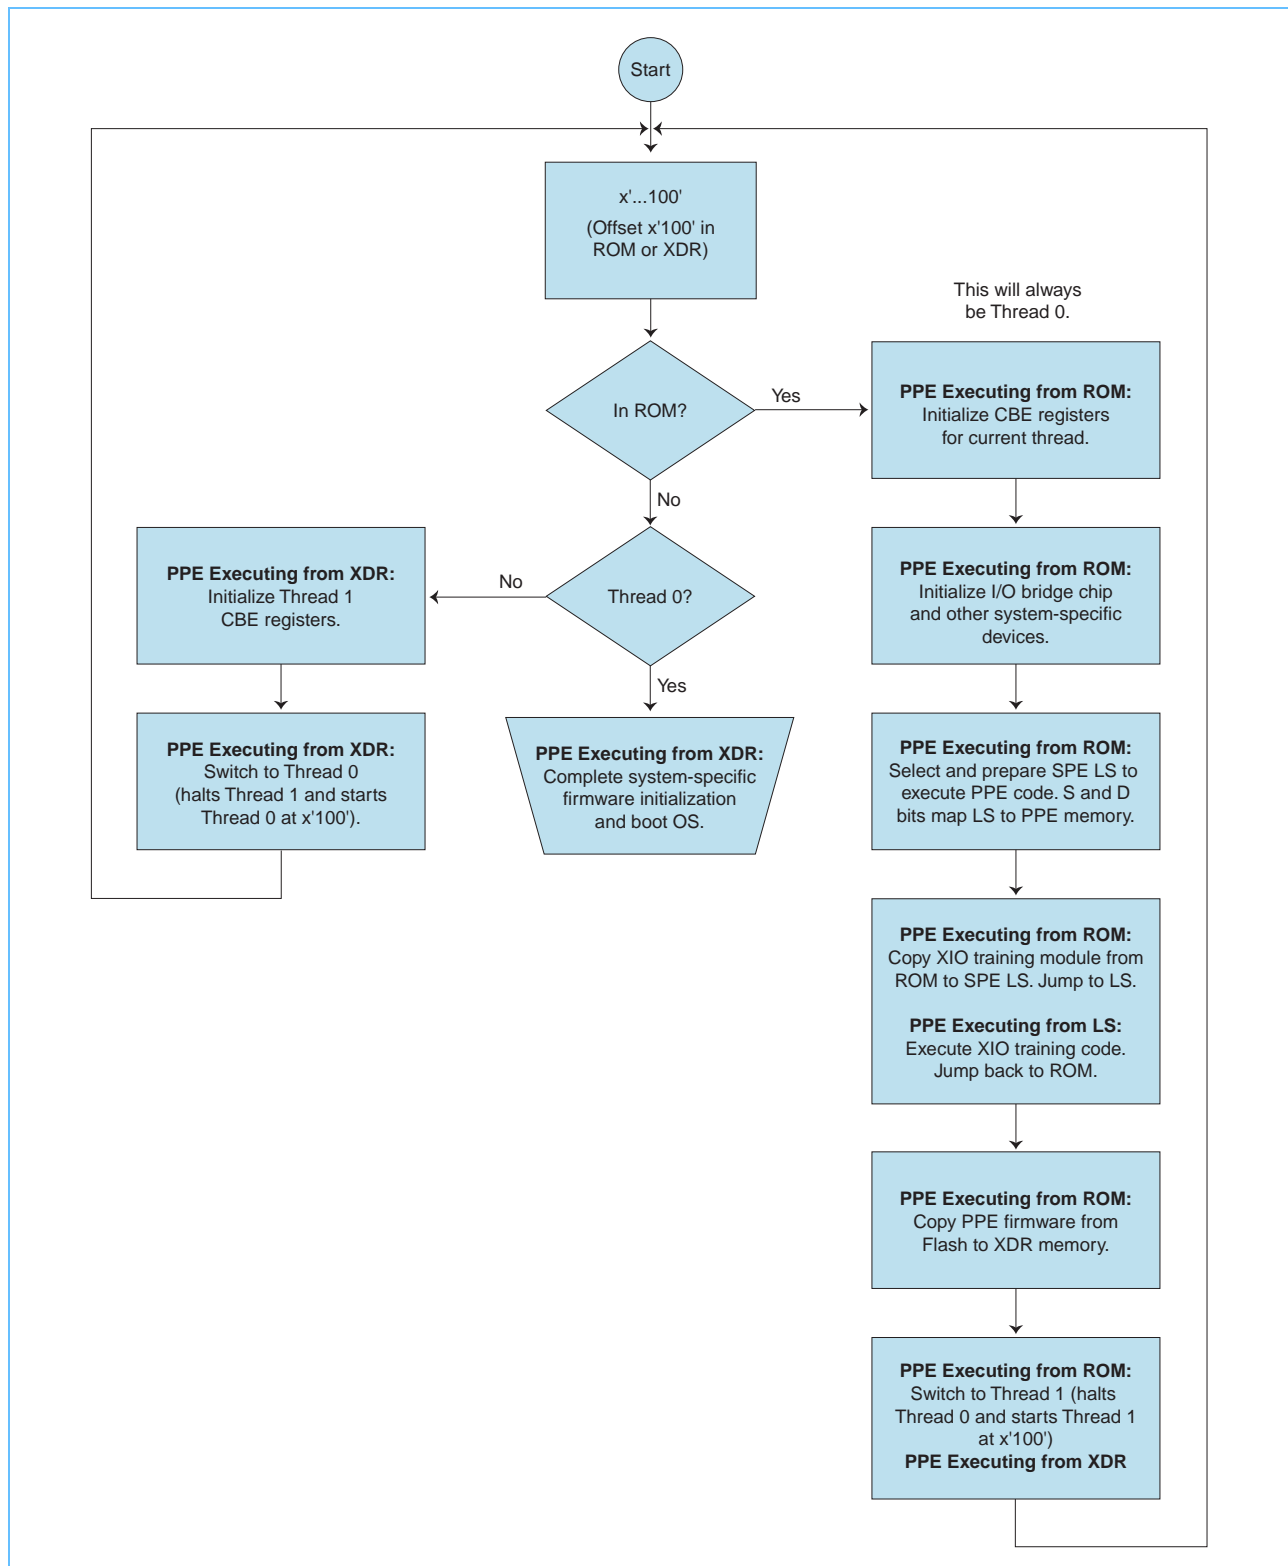 Start
x'...100'
(Offset x'100' in
ROM or XDR)
This will always
be Thread 0.
In ROM?
Yes
PPE Executing from ROM:
Initialize CBE registers
for current thread.
No
PPE Executing from XDR:
Initialize Thread 1
CBE registers.
No
Thread 0?
PPE Executing from ROM:
Initialize I/O bridge chip
and other system-specific
devices.
Yes
PPE Executing from XDR:
Switch to Thread 0
(halts Thread 1 and starts
Thread 0 at x'100').
PPE Executing from XDR:
Complete system-specific
firmware initialization
and boot OS.
PPE Executing from ROM:
Select and prepare SPE LS to
execute PPE code. S and D
bits map LS to PPE memory.
PPE Executing from ROM:
Copy XIO training module from
ROM to SPE LS. Jump to LS.
PPE Executing from LS:
Execute XIO training code.
Jump back to ROM.
PPE Executing from ROM:
Copy PPE firmware from
Flash to XDR memory.
PPE Executing from ROM:
Switch to Thread 1 (halts
Thread 0 and starts Thread 1
at x'100')
PPE Executing from XDR